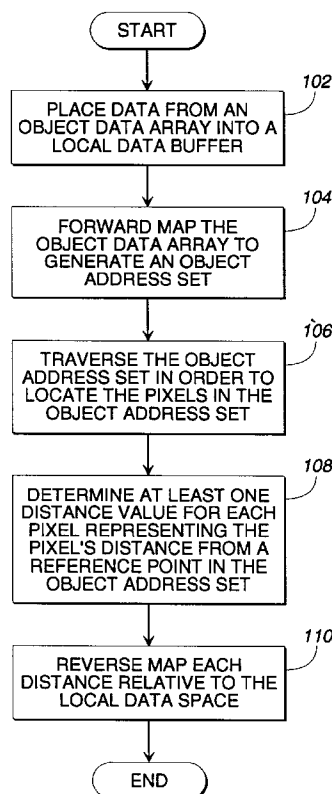 START
102
PLACE DATA FROM AN
OBJECT DATA ARRAY INTO A
LOCAL DATA BUFFER
104
FORWARD MAP THE
OBJECT DATA ARRAY TO
GENERATE AN OBJECT
ADDRESS SET
106
TRAVERSE THE OBJECT
ADDRESS SET IN ORDER TO
LOCATE THE PIXELS IN THE
OBJECT ADDRESS SET
108
DETERMINE AT LEAST ONE
DISTANCE VALUE FOR EACH
PIXEL REPRESENTING THE
PIXEL'S DISTANCE FROM A
REFERENCE POINT IN THE
OBJECT ADDRESS SET
110
REVERSE MAP EACH
DISTANCE RELATIVE TO THE
LOCAL DATA SPACE
END